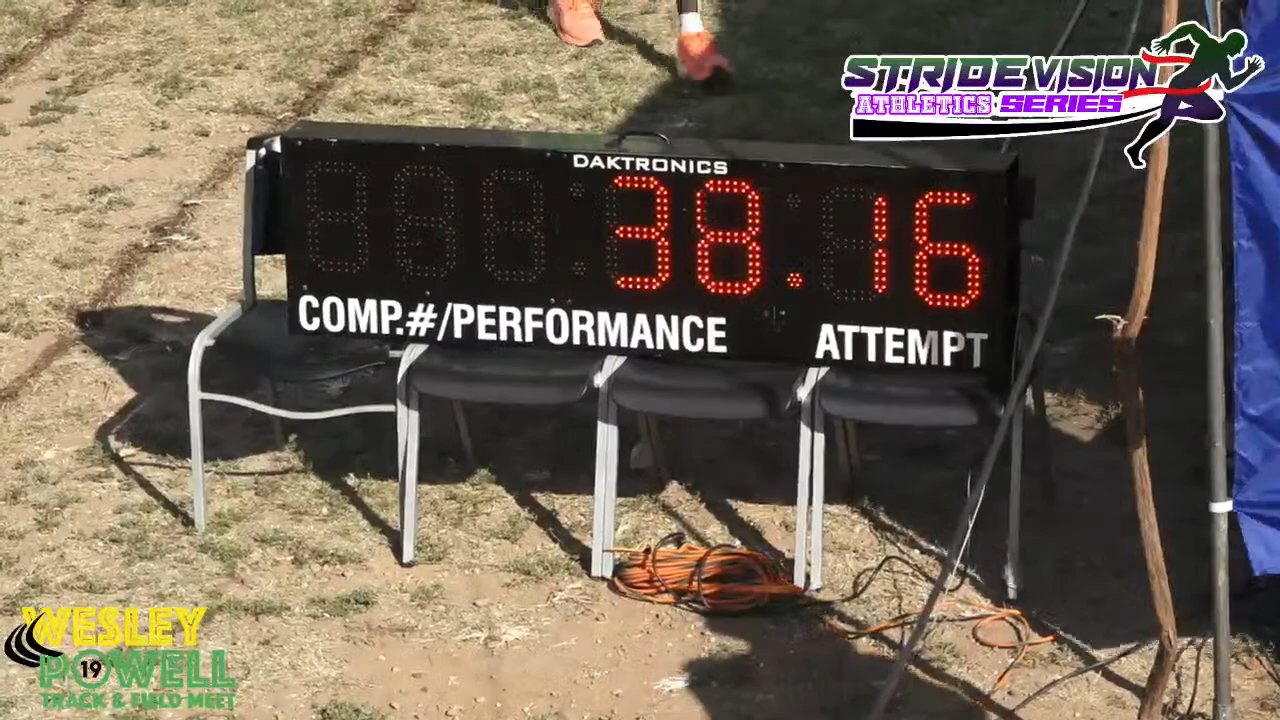 STRIDEVISION
ATHLETICS SERIES
DAKTRONICS
38.16
COMP.#/PERFORMANCE ATTEMPT
WESLEY
19
POWELL
TRACK & FIELD MEET